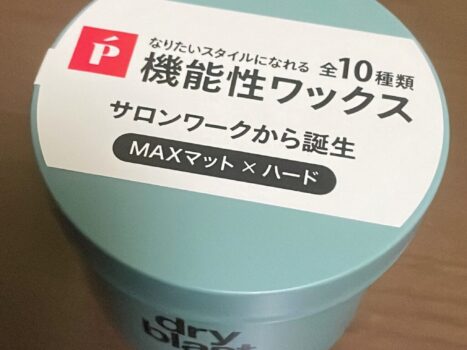 Ṕ
なりたいスタイルになれる 全10種類
機能性ワックス
サロンワークから誕生
MAXマット×ハード
dry